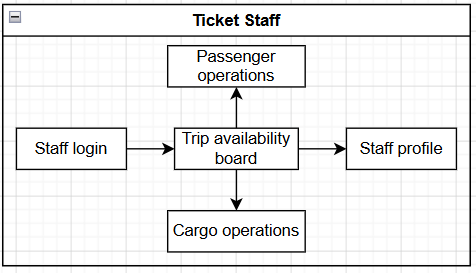 Ticket Staff
Passenger
operations
Staff login
Trip availability
board
Staff profile
Cargo operations